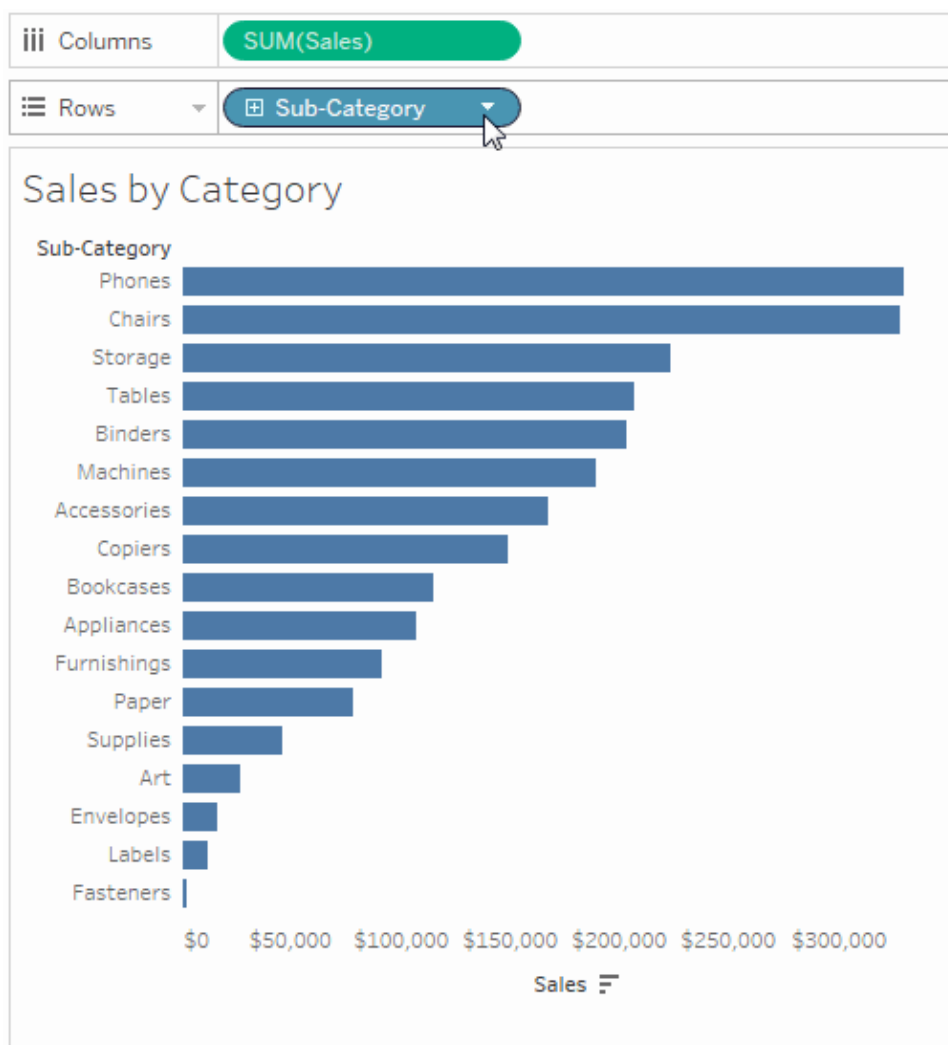 Columns SUM(Sales)
Rows Sub-Category
Sales by Category
Sub-Category
Phones
Chairs
Storage
Tables
Binders
Machines
Accessories
Copiers
Bookcases
Appliances
Furnishings
Paper
Supplies
Art
Envelopes
Labels
Fasteners
$0 $50,000 $100,000 $150,000 $200,000 $250,000 $300,000
Sales